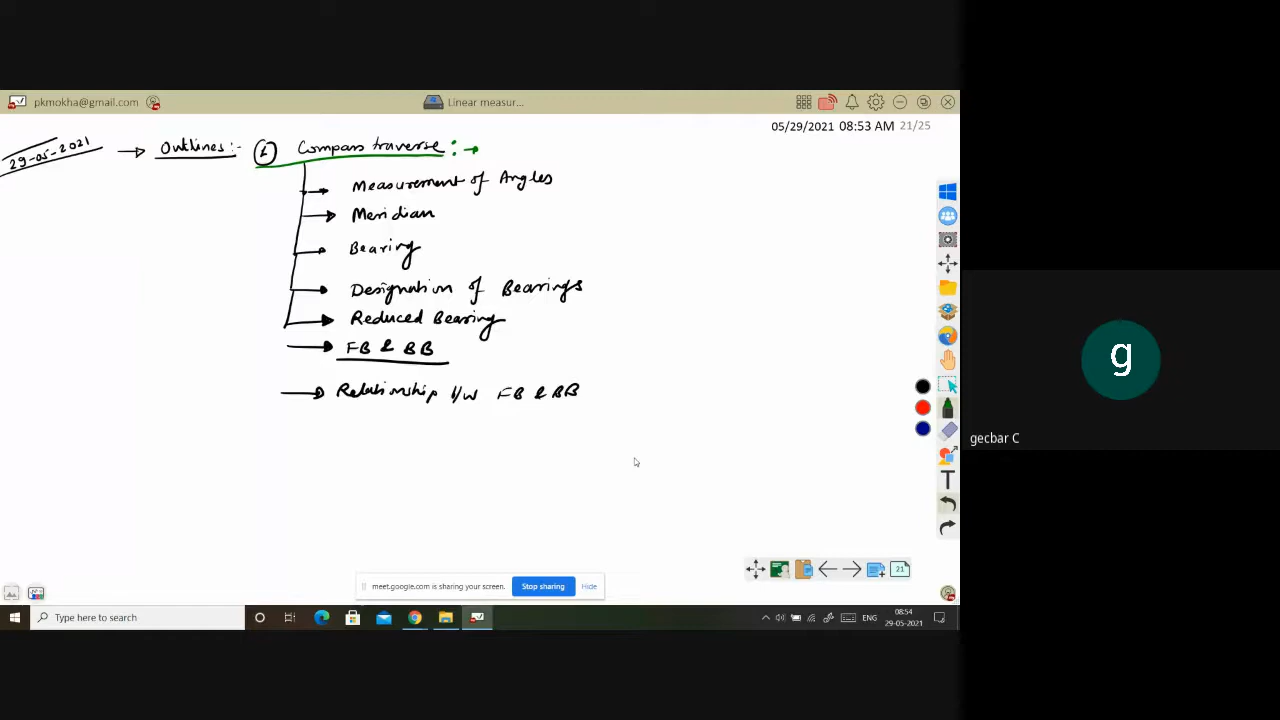 pkmokha@gmail.com
Linear measur...
05/29/2021 08:53 AM 21/25
29-05-2021 Outlines :- Compass traverse :
Measurement of Angles
Meridian
Bearing
Designation of Bearings
Reduced Bearing
FB & BB
Relationship b/w FB & BB
g
gecbar C
T
21
meet.google.com is sharing your screen. Stop sharing Hide
Type here to search
ENG
08:54
29-05-2021